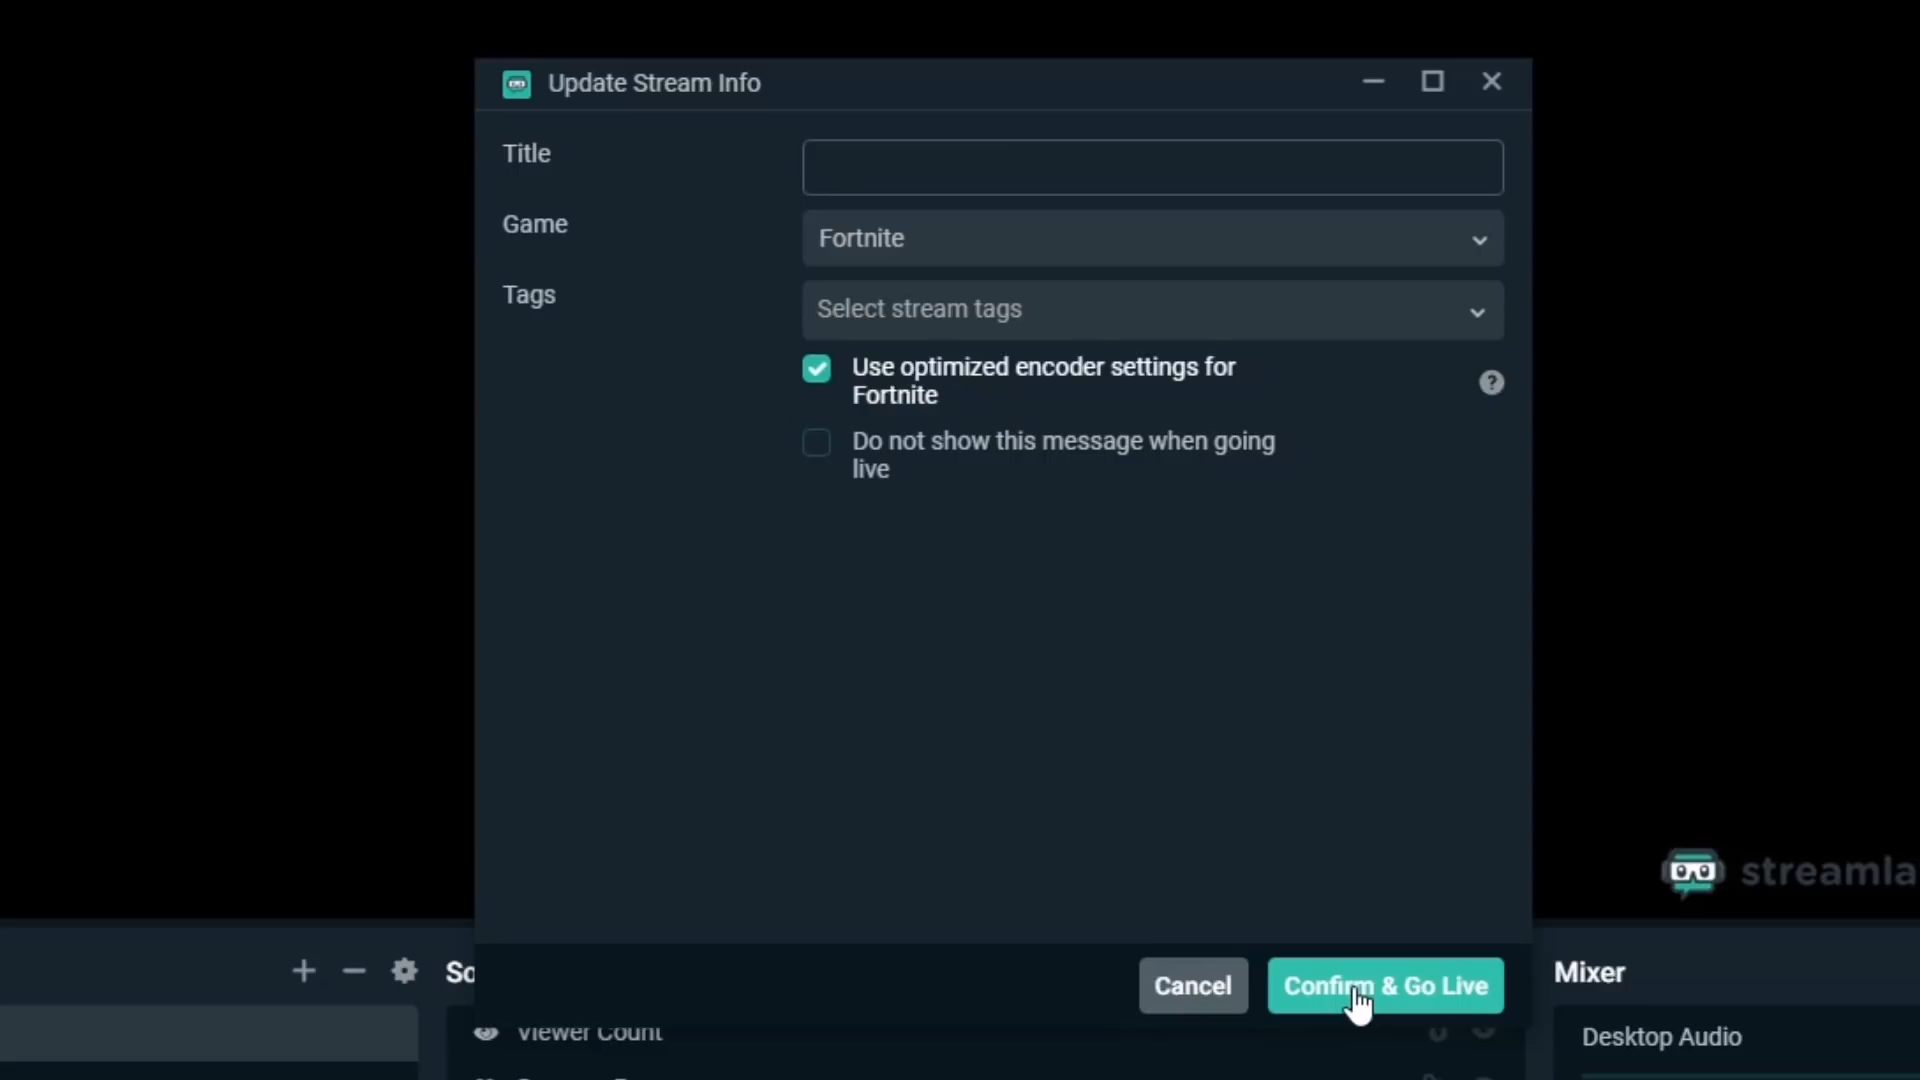 Update Stream Info
Title
Game
Fortnite
Tags
Select stream tags
Use optimized encoder settings for
Fortnite
?
Do not show this message when going
live
streamla
So
Cancel
Confirm & Go Live
Mixer
Viewer Count
Desktop Audio